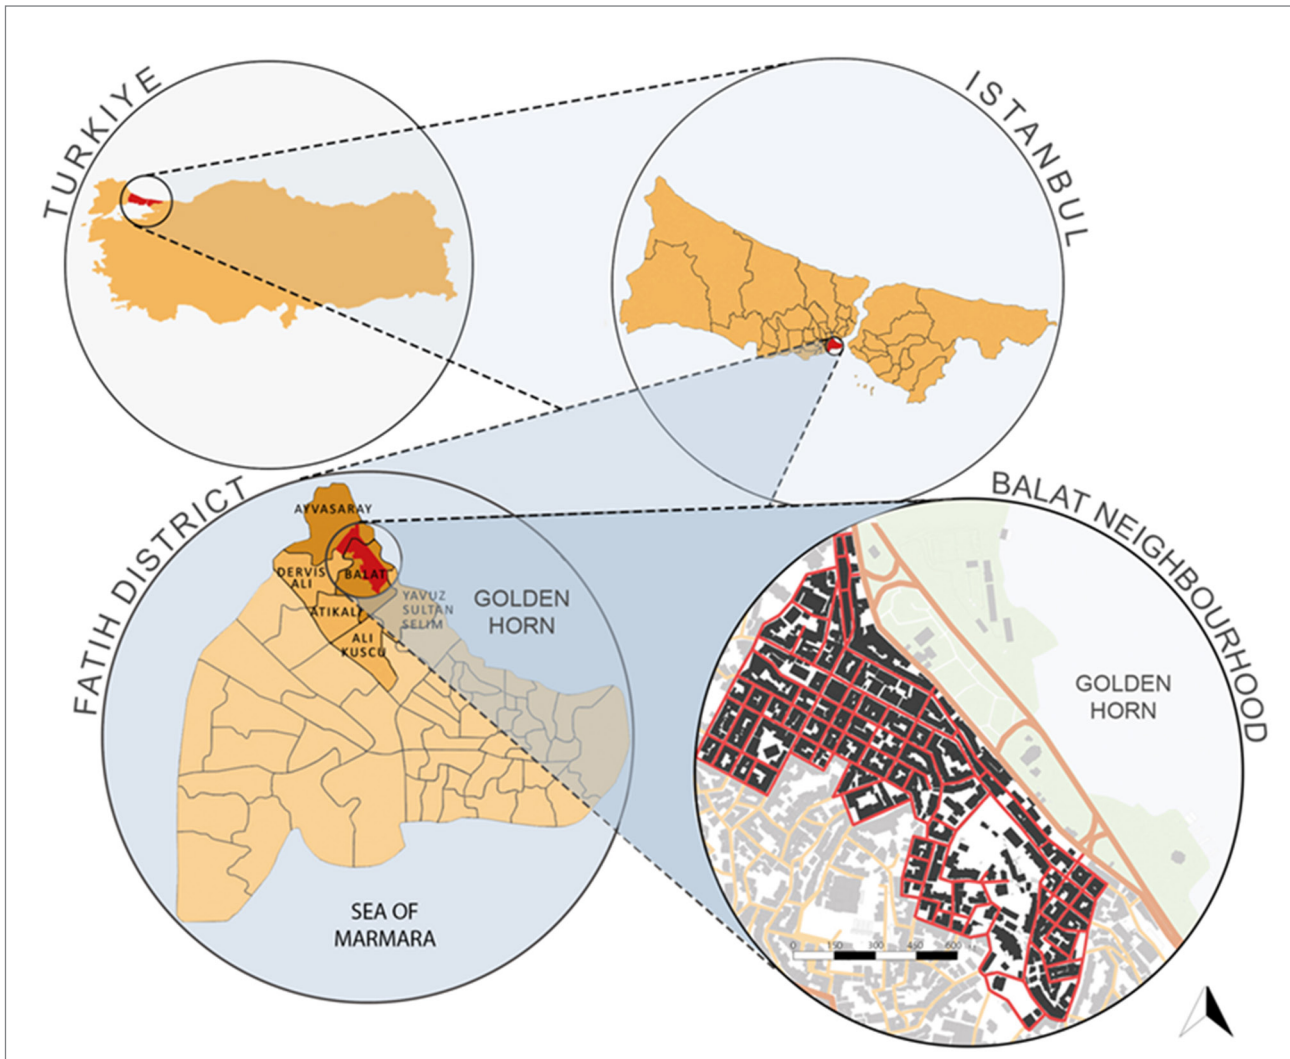 TURKIYE
ISTANBUL
FATIH DISTRICT
AYVASARAY
DERVIS
ALI
BALAT
ATIKALI
YAVUZ
SULTAN
SELIM
ALI
KUSCU
GOLDEN
HORN
SEA OF
MARMARA
BALAT NEIGHBOURHOOD
GOLDEN
HORN
0 150 300 450 600